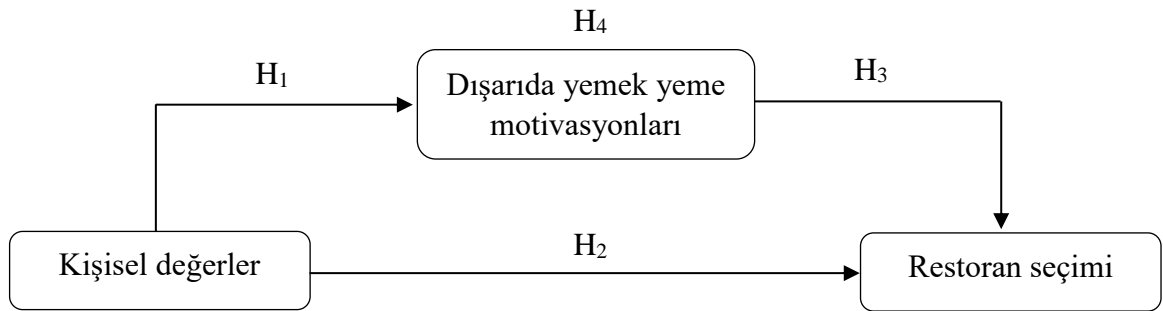 H4
H1
Dışarıda yemek yeme
motivasyonları
H3
Kişisel değerler
H2
Restoran seçimi